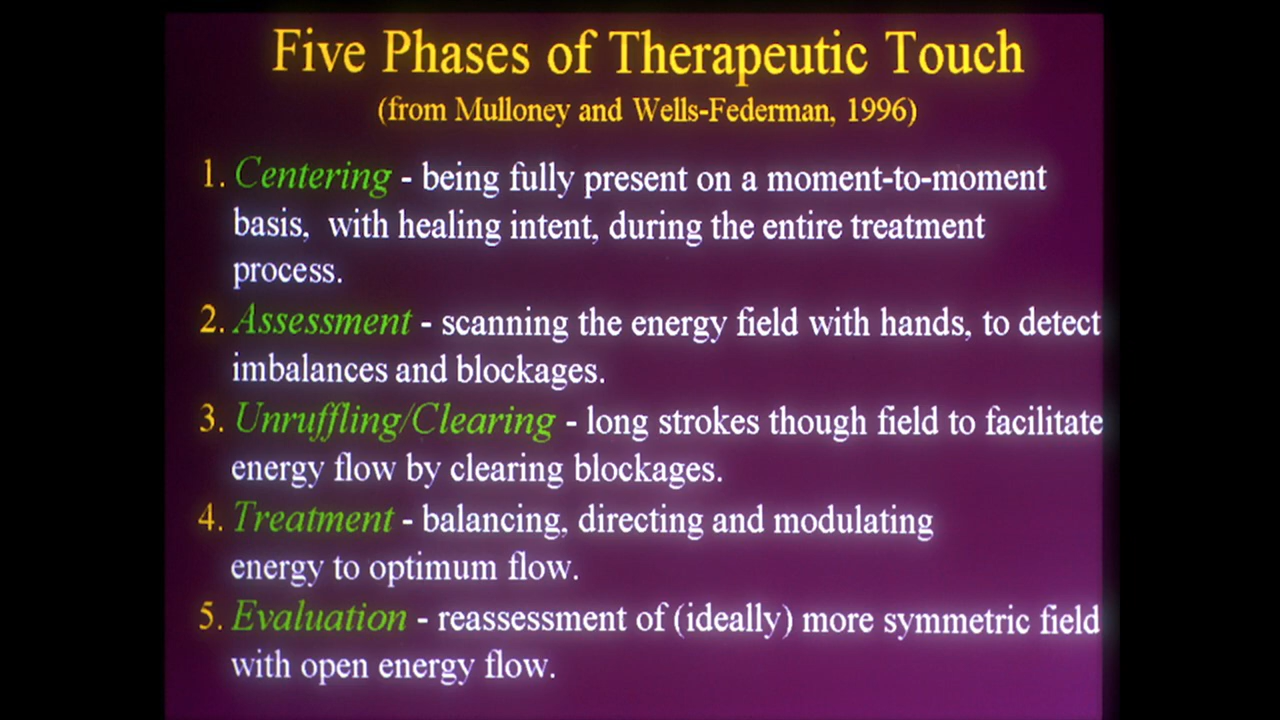 Five Phases of Therapeutic Touch
(from Mulloney and Wells-Federman, 1996)
1. Centering - being fully present on a moment-to-moment
basis, with healing intent, during the entire treatment
process.
2. Assessment - scanning the energy field with hands, to detect
imbalances and blockages.
3. Unruffling/Clearing - long strokes though field to facilitate
energy flow by clearing blockages.
4. Treatment - balancing, directing and modulating
energy to optimum flow.
5. Evaluation - reassessment of (ideally) more symmetric field
with open energy flow.